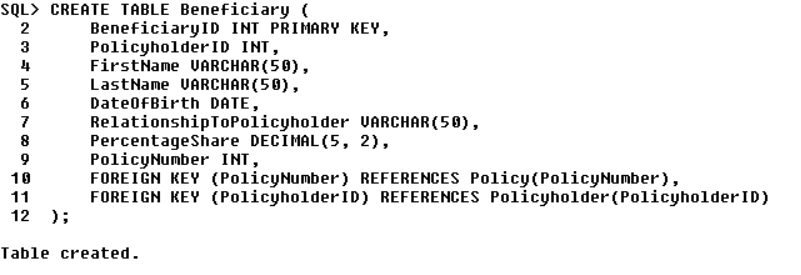 SQL> CREATE TABLE Beneficiary (
  2      BeneficiaryID INT PRIMARY KEY,
  3      PolicyholderID INT,
  4      FirstName VARCHAR(50),
  5      LastName VARCHAR(50),
  6      DateOfBirth DATE,
  7      RelationshipToPolicyholder VARCHAR(50),
  8      PercentageShare DECIMAL(5, 2),
  9      PolicyNumber INT,
 10      FOREIGN KEY (PolicyNumber) REFERENCES Policy(PolicyNumber),
 11      FOREIGN KEY (PolicyholderID) REFERENCES Policyholder(PolicyholderID)
 12  );
Table created.